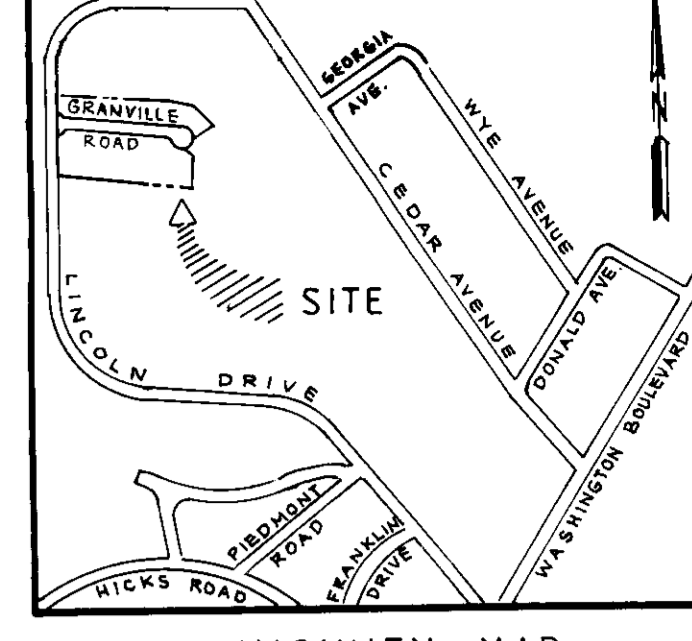 GEORGIA
AVE.
WYE AVENUE
N
GRANVILLE
ROAD
CEDAR AVENUE
SITE
DONALD AVE.
LINCOLN DRIVE
WASHINGTON BOULEVARD
PIEDMONT
ROAD
FRANKLIN
DRIVE
HICKS ROAD
MAP